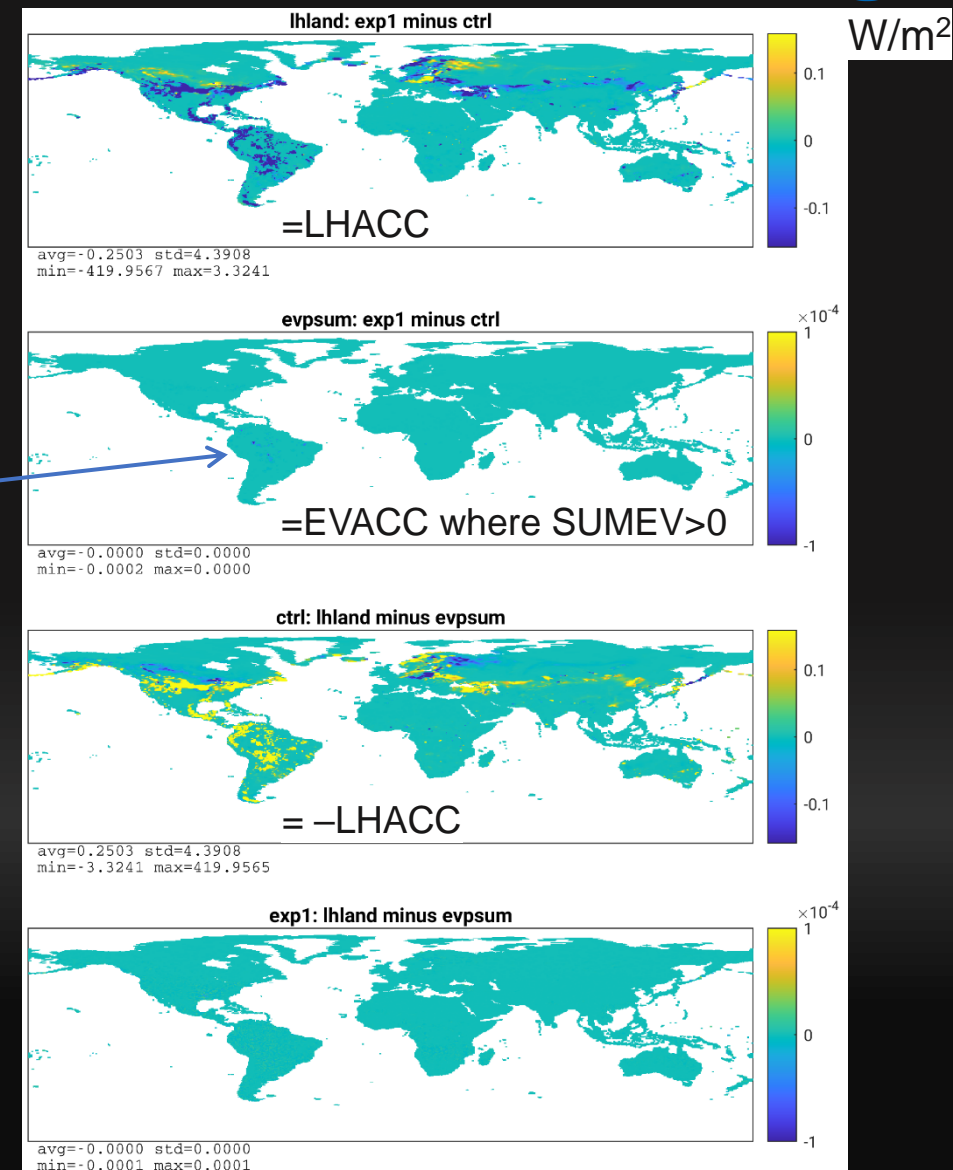 lhland: exp1 minus ctrl
W/m²
0.1
0
-0.1
=LHACC
avg=-0.2503 std=4.3908
min=-419.9567 max=3.3241
evpsum: exp1 minus ctrl
×10⁻⁴
1
0
-1
=EVACC where SUMEV>0
avg=-0.0000 std=0.0000
min=-0.0002 max=0.0000
ctrl: lhland minus evpsum
0.1
0
-0.1
= –LHACC
avg=0.2503 std=4.3908
min=-3.3241 max=419.9565
exp1: lhland minus evpsum
×10⁻⁴
1
0
-1
avg=-0.0000 std=0.0000
min=-0.0001 max=0.0001